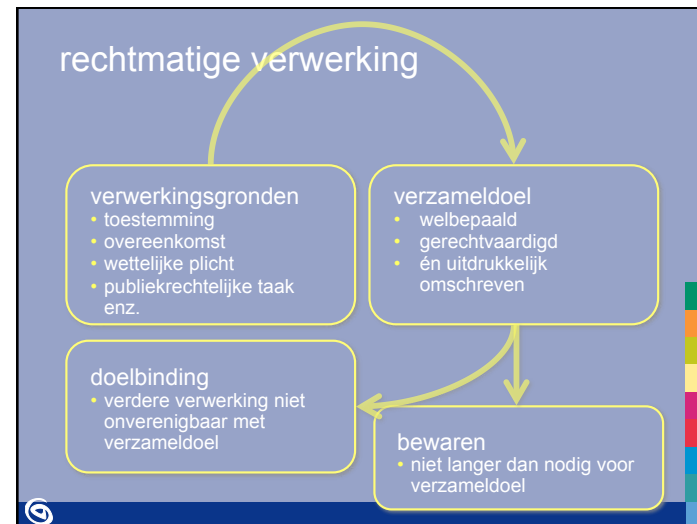 rechtmatige verwerking
verwerkingsgronden
• toestemming
• overeenkomst
• wettelijke plicht
• publiekrechtelijke taak
enz.
verzameldoel
• welbepaald
• gerechtvaardigd
• én uitdrukkelijk
omschreven
doelbinding
• verdere verwerking niet
onverenigbaar met
verzameldoel
bewaren
• niet langer dan nodig voor
verzameldoel